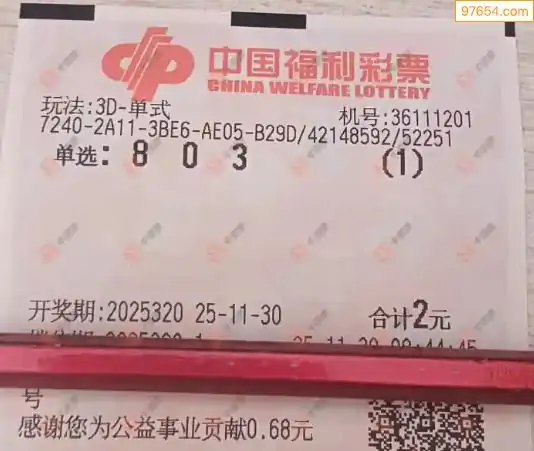 97654.com
中国福利彩票
CHINA WELFARE LOTTERY
玩法:3D-单式
机号:36111201
7240-2A11-3BE6-AE05-B29D/42148592/52251
单选: 8 0 3 (1)
开奖期:2025320 25-11-30
合计2元
号
感谢您为公益事业贡献0.68元